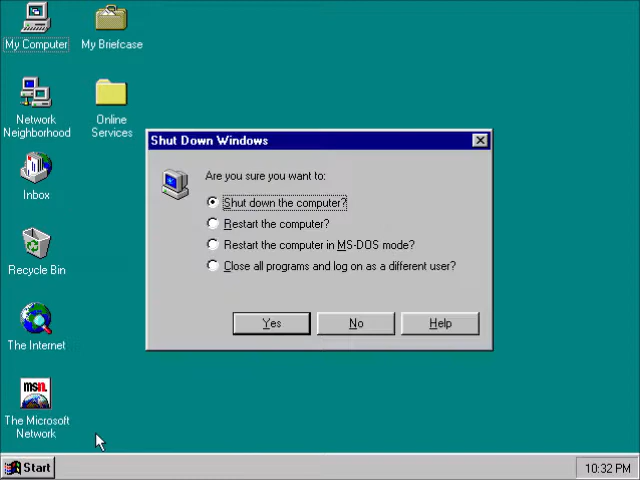 My Computer
My Briefcase
Network
Neighborhood
Online
Services
Inbox
Recycle Bin
The Internet
msn.
The Microsoft
Network
Shut Down Windows
Are you sure you want to:
Shut down the computer?
Restart the computer?
Restart the computer in MS-DOS mode?
Close all programs and log on as a different user?
Yes
No
Help
Start
10:32 PM